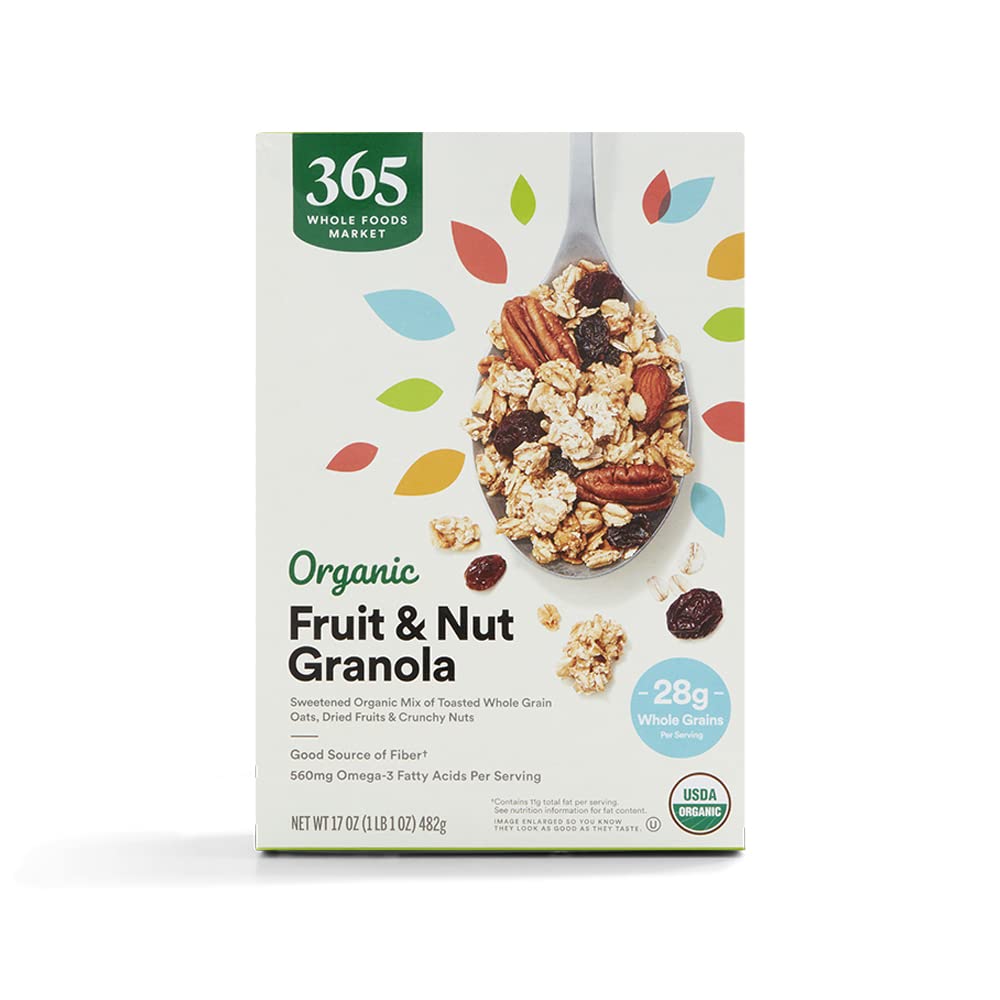 365
WHOLE FOODS
MARKET
Organic
Fruit & Nut
Granola
Sweetened Organic Mix of Toasted Whole Grain
Oats, Dried Fruits & Crunchy Nuts
Good Source of Fiber†
560mg Omega-3 Fatty Acids Per Serving
28g
Whole Grains
Per Serving
†Contains 11g total fat per serving.
See nutrition information for fat content.
IMAGE ENLARGED SO YOU KNOW
THEY LOOK AS GOOD AS THEY TASTE.
U
NET WT 17 OZ (1 LB 1 OZ) 482g
USDA
ORGANIC